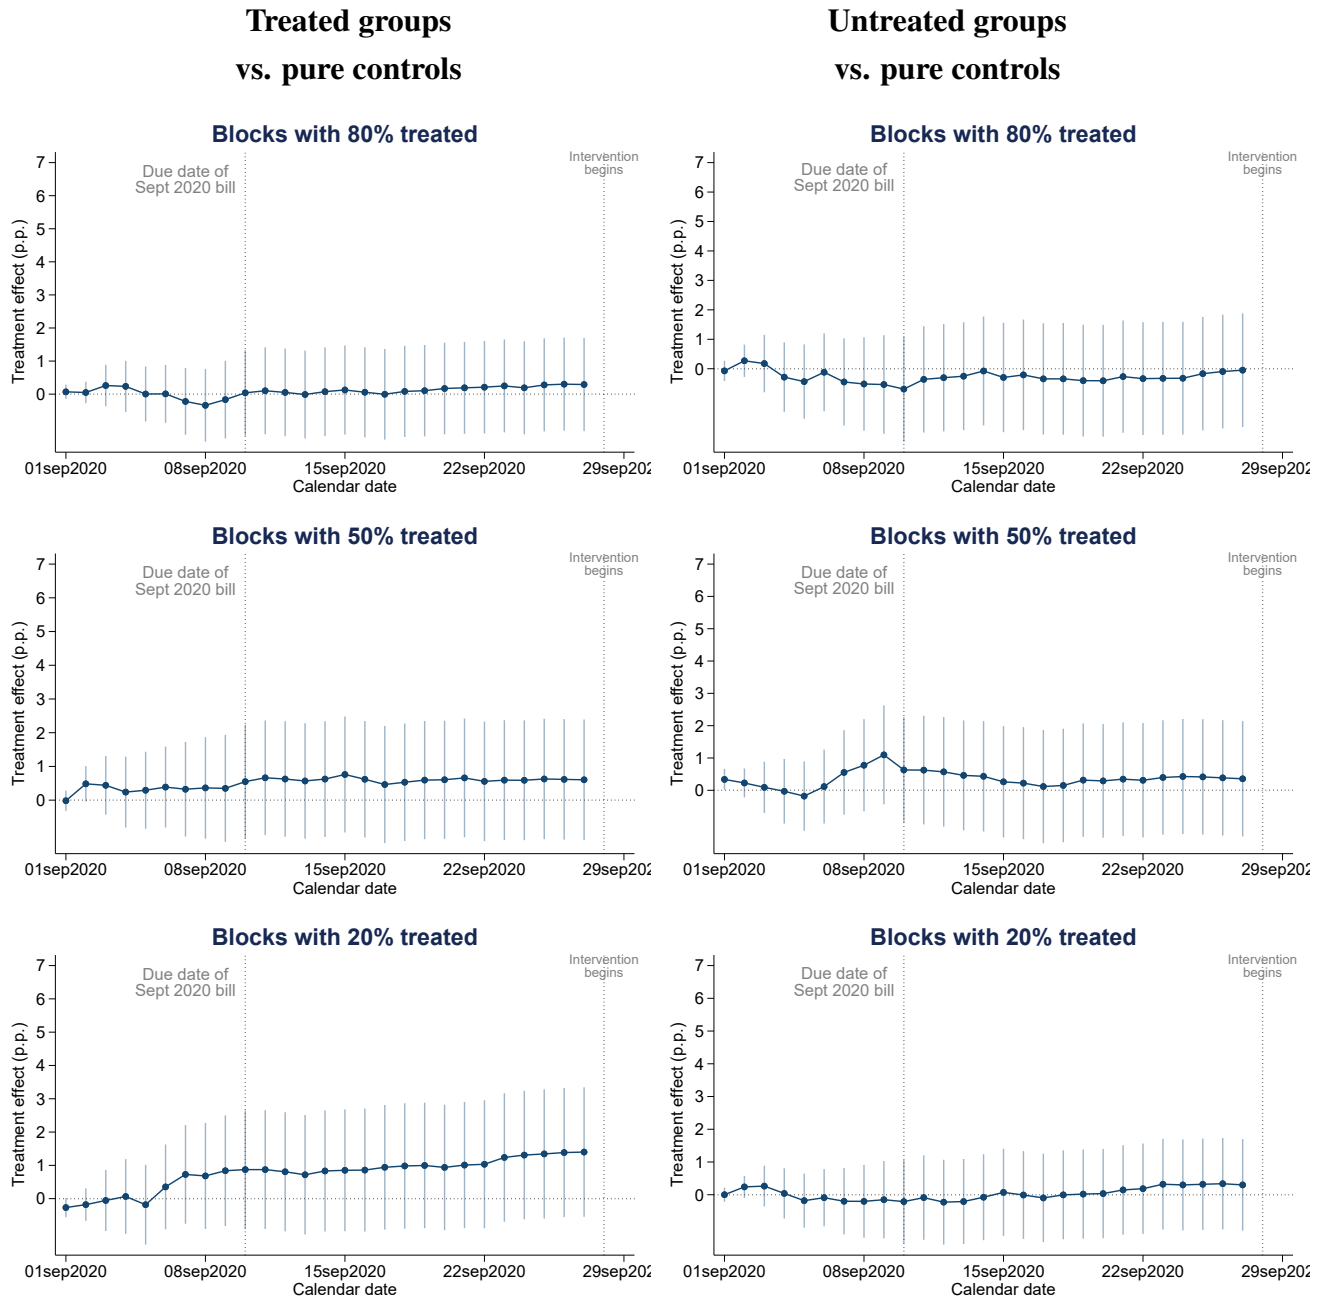 Treated groups
vs. pure controls
Untreated groups
vs. pure controls
Blocks with 80% treated
Due date of
Sept 2020 bill
Intervention
begins
Treatment effect (p.p.)
7
6
5
4
3
2
1
0
01sep2020 08sep2020 15sep2020 22sep2020 29sep202
Calendar date
Blocks with 80% treated
Due date of
Sept 2020 bill
Intervention
begins
Treatment effect (p.p.)
7
6
5
4
3
2
1
0
01sep2020 08sep2020 15sep2020 22sep2020 29sep202
Calendar date
Blocks with 50% treated
Due date of
Sept 2020 bill
Intervention
begins
Treatment effect (p.p.)
7
6
5
4
3
2
1
0
01sep2020 08sep2020 15sep2020 22sep2020 29sep202
Calendar date
Blocks with 50% treated
Due date of
Sept 2020 bill
Intervention
begins
Treatment effect (p.p.)
7
6
5
4
3
2
1
0
01sep2020 08sep2020 15sep2020 22sep2020 29sep202
Calendar date
Blocks with 20% treated
Due date of
Sept 2020 bill
Intervention
begins
Treatment effect (p.p.)
7
6
5
4
3
2
1
0
01sep2020 08sep2020 15sep2020 22sep2020 29sep202
Calendar date
Blocks with 20% treated
Due date of
Sept 2020 bill
Intervention
begins
Treatment effect (p.p.)
7
6
5
4
3
2
1
0
01sep2020 08sep2020 15sep2020 22sep2020 29sep202
Calendar date